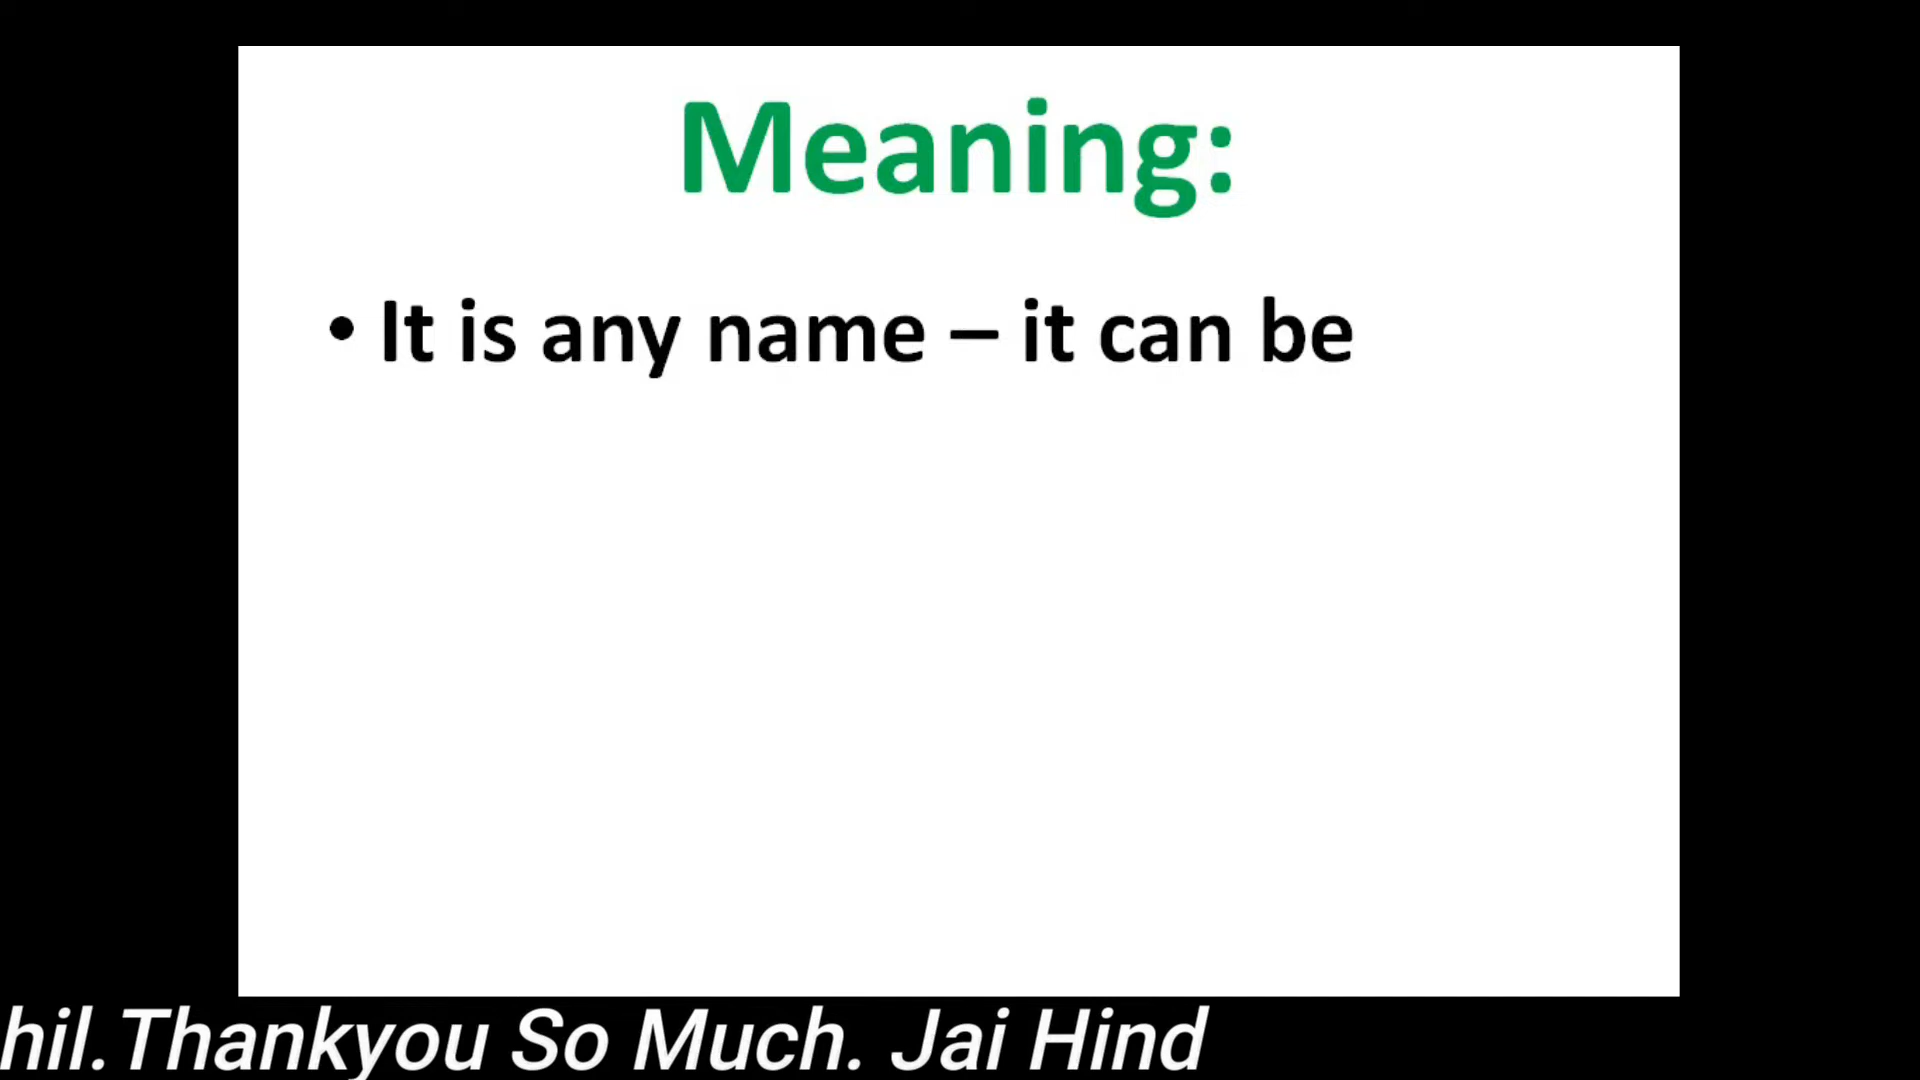 Meaning:
• It is any name – it can be
hil.Thankyou So Much. Jai Hind